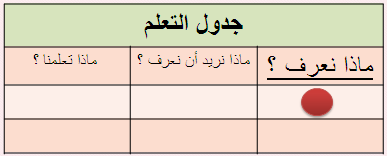 جدول التعلم
ماذا نعرف ؟
ماذا نريد أن نعرف ؟
ماذا تعلمنا ؟